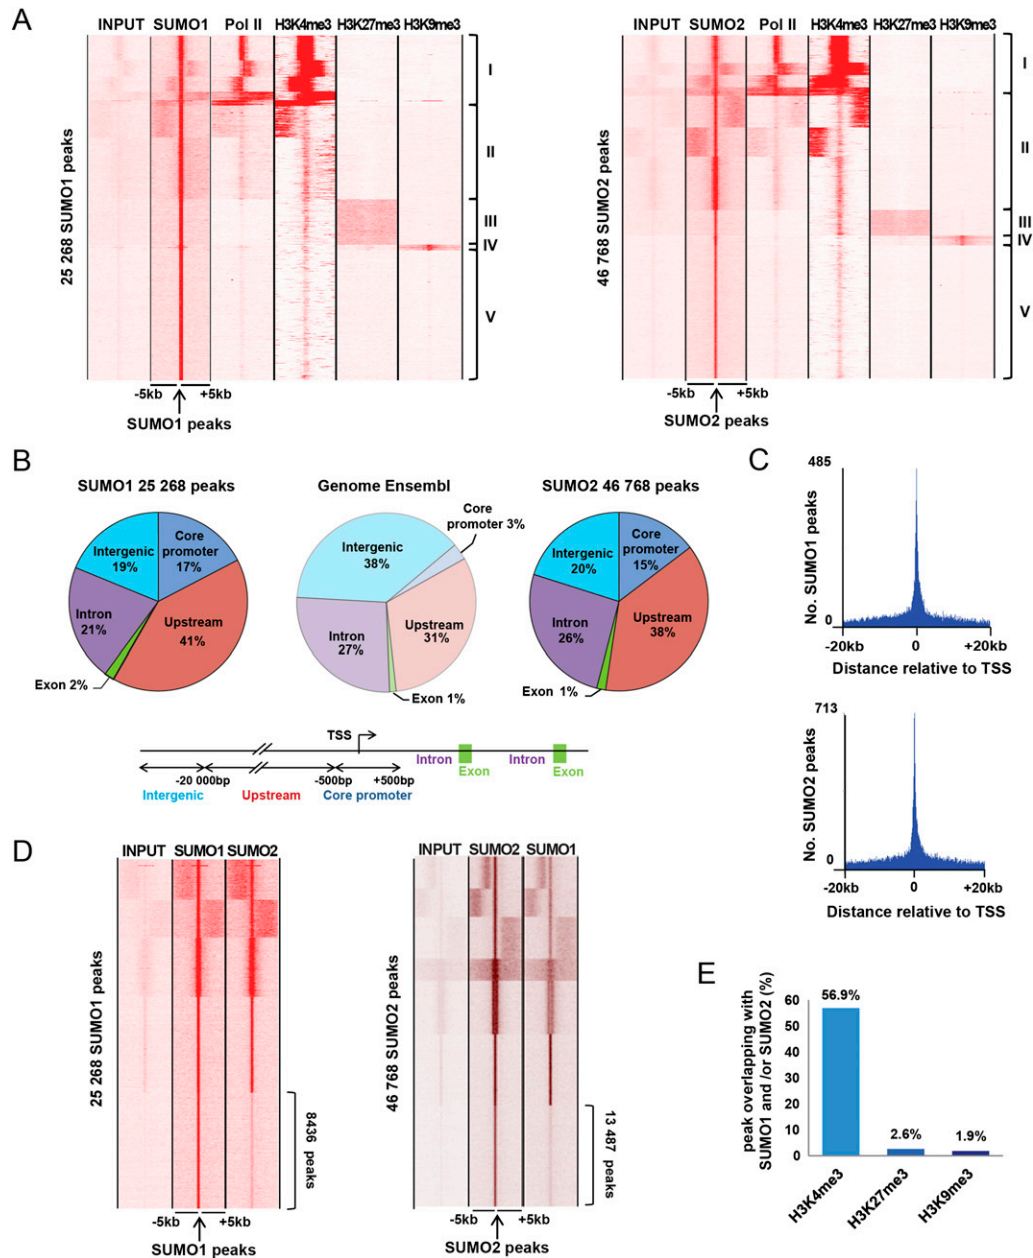 A
INPUT SUMO1 Pol II H3K4me3 H3K27me3 H3K9me3
25 268 SUMO1 peaks
I
II
III
IV
V
-5kb +5kb
SUMO1 peaks
INPUT SUMO2 Pol II H3K4me3 H3K27me3 H3K9me3
46 768 SUMO2 peaks
I
II
III
IV
V
-5kb +5kb
SUMO2 peaks
B
SUMO1 25 268 peaks
Intergenic
19%
Core
promoter
17%
Intron
21%
Upstream
41%
Exon 2%
Genome Ensembl
Core
promoter 3%
Intergenic
38%
Intron
27%
Upstream
31%
Exon 1%
SUMO2 46 768 peaks
Intergenic
20%
Core
promoter
15%
Intron
26%
Upstream
38%
Exon 1%
TSS
Intron Exon Intron Exon
-20 000bp -500bp +500bp
Intergenic Upstream Core promoter
C
485
No. SUMO1 peaks
0
-20kb 0 +20kb
Distance relative to TSS
713
No. SUMO2 peaks
0
-20kb 0 +20kb
Distance relative to TSS
D
INPUT SUMO1 SUMO2
25 268 SUMO1 peaks
8436 peaks
-5kb +5kb
SUMO1 peaks
INPUT SUMO2 SUMO1
46 768 SUMO2 peaks
13 487 peaks
-5kb +5kb
SUMO2 peaks
E
peak overlapping with
SUMO1 and /or SUMO2 (%)
60
50
40
30
20
10
0
56.9%
2.6%
1.9%
H3K4me3
H3K27me3
H3K9me3